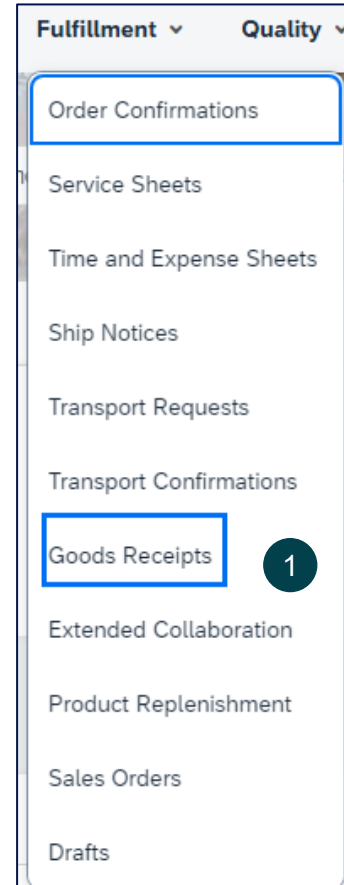 Fulfillment Quality
Order Confirmations
Service Sheets
Time and Expense Sheets
Ship Notices
Transport Requests
Transport Confirmations
Goods Receipts 1
Extended Collaboration
Product Replenishment
Sales Orders
Drafts